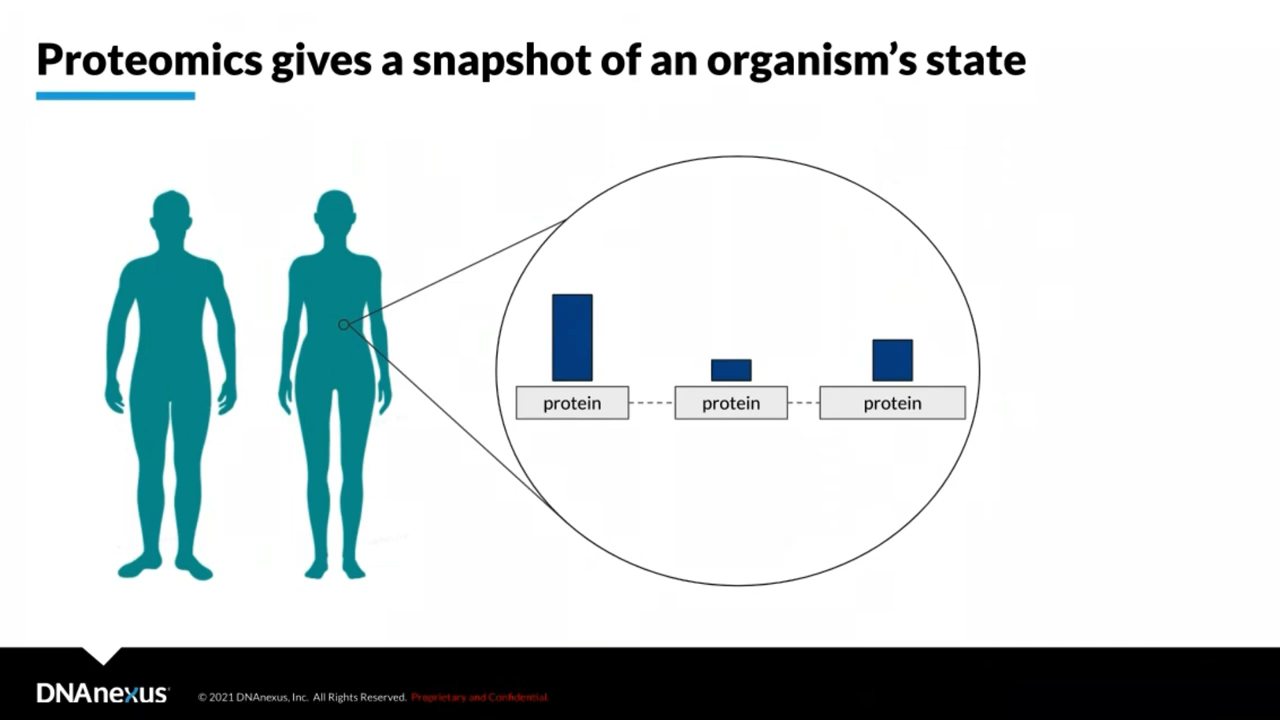 Proteomics gives a snapshot of an organism's state
protein
protein
protein
DNAnexus © 2021 DNAnexus, Inc. All Rights Reserved. Proprietary and Confidential.